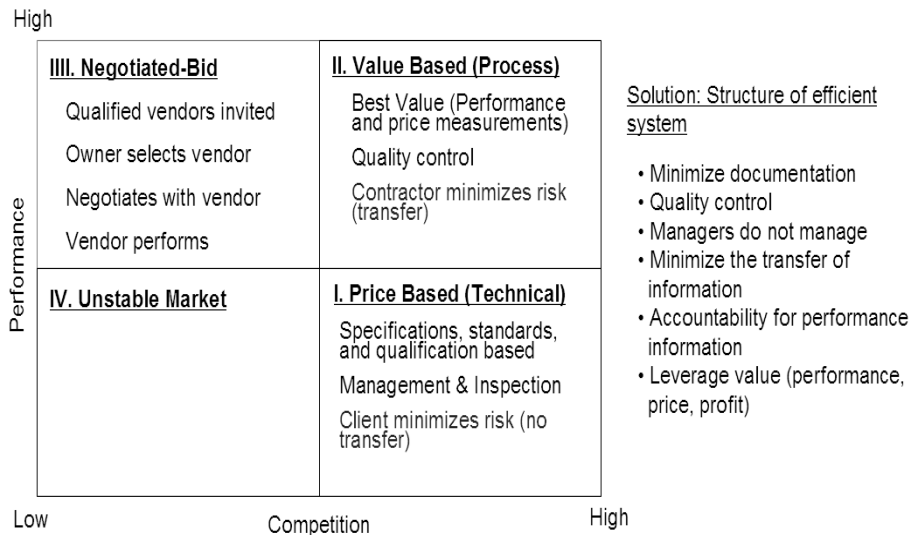 High
IIII. Negotiated-Bid
Qualified vendors invited
Owner selects vendor
Negotiates with vendor
Vendor performs
II. Value Based (Process)
Best Value (Performance
and price measurements)
Quality control
Contractor minimizes risk
(transfer)
Performance
IV. Unstable Market
I. Price Based (Technical)
Specifications, standards,
and qualification based
Management & Inspection
Client minimizes risk (no
transfer)
Low
Competition
High
Solution: Structure of efficient
system
• Minimize documentation
• Quality control
• Managers do not manage
• Minimize the transfer of
information
• Accountability for performance
information
• Leverage value (performance,
price, profit)